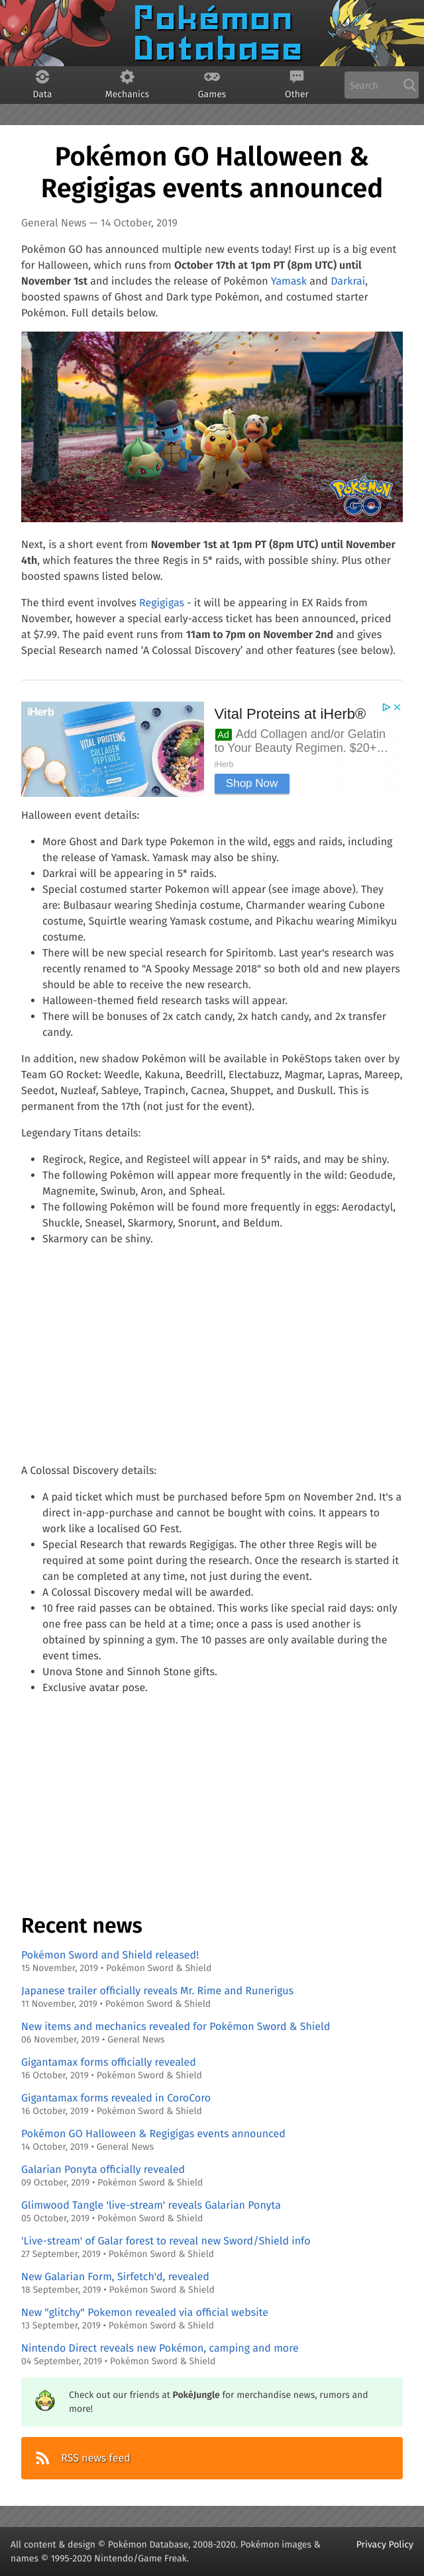 Pokémon
Database
Data
Mechanics
Games
Other
Search
Pokémon GO Halloween &
Regigigas events announced
General News — 14 October, 2019
Pokémon GO has announced multiple new events today! First up is a big event
for Halloween, which runs from October 17th at 1pm PT (8pm UTC) until
November 1st and includes the release of Pokémon Yamask and Darkrai,
boosted spawns of Ghost and Dark type Pokémon, and costumed starter
Pokémon. Full details below.
Pokémon
GO
Next, is a short event from November 1st at 1pm PT (8pm UTC) until November
4th, which features the three Regis in 5* raids, with possible shiny. Plus other
boosted spawns listed below.
The third event involves Regigigas - it will be appearing in EX Raids from
November, however a special early-access ticket has been announced, priced
at $7.99. The paid event runs from 11am to 7pm on November 2nd and gives
Special Research named ‘A Colossal Discovery’ and other features (see below).
iHerb
VITAL PROTEINS
COLLAGEN
PEPTIDES
Vital Proteins at iHerb®
Ad Add Collagen and/or Gelatin
to Your Beauty Regimen. $20+…
iHerb
Shop Now
Halloween event details:
• More Ghost and Dark type Pokemon in the wild, eggs and raids, including
the release of Yamask. Yamask may also be shiny.
• Darkrai will be appearing in 5* raids.
• Special costumed starter Pokemon will appear (see image above). They
are: Bulbasaur wearing Shedinja costume, Charmander wearing Cubone
costume, Squirtle wearing Yamask costume, and Pikachu wearing Mimikyu
costume.
• There will be new special research for Spiritomb. Last year's research was
recently renamed to "A Spooky Message 2018" so both old and new players
should be able to receive the new research.
• Halloween-themed field research tasks will appear.
• There will be bonuses of 2x catch candy, 2x hatch candy, and 2x transfer
candy.
In addition, new shadow Pokémon will be available in PokéStops taken over by
Team GO Rocket: Weedle, Kakuna, Beedrill, Electabuzz, Magmar, Lapras, Mareep,
Seedot, Nuzleaf, Sableye, Trapinch, Cacnea, Shuppet, and Duskull. This is
permanent from the 17th (not just for the event).
Legendary Titans details:
• Regirock, Regice, and Registeel will appear in 5* raids, and may be shiny.
• The following Pokémon will appear more frequently in the wild: Geodude,
Magnemite, Swinub, Aron, and Spheal.
• The following Pokémon will be found more frequently in eggs: Aerodactyl,
Shuckle, Sneasel, Skarmory, Snorunt, and Beldum.
• Skarmory can be shiny.
A Colossal Discovery details:
• A paid ticket which must be purchased before 5pm on November 2nd. It's a
direct in-app-purchase and cannot be bought with coins. It appears to
work like a localised GO Fest.
• Special Research that rewards Regigigas. The other three Regis will be
required at some point during the research. Once the research is started it
can be completed at any time, not just during the event.
• A Colossal Discovery medal will be awarded.
• 10 free raid passes can be obtained. This works like special raid days: only
one free pass can be held at a time; once a pass is used another is
obtained by spinning a gym. The 10 passes are only available during the
event times.
• Unova Stone and Sinnoh Stone gifts.
• Exclusive avatar pose.
Recent news
Pokémon Sword and Shield released!
15 November, 2019 • Pokémon Sword & Shield
Japanese trailer officially reveals Mr. Rime and Runerigus
11 November, 2019 • Pokémon Sword & Shield
New items and mechanics revealed for Pokémon Sword & Shield
06 November, 2019 • General News
Gigantamax forms officially revealed
16 October, 2019 • Pokémon Sword & Shield
Gigantamax forms revealed in CoroCoro
16 October, 2019 • Pokémon Sword & Shield
Pokémon GO Halloween & Regigigas events announced
14 October, 2019 • General News
Galarian Ponyta officially revealed
09 October, 2019 • Pokémon Sword & Shield
Glimwood Tangle 'live-stream' reveals Galarian Ponyta
05 October, 2019 • Pokémon Sword & Shield
'Live-stream' of Galar forest to reveal new Sword/Shield info
27 September, 2019 • Pokémon Sword & Shield
New Galarian Form, Sirfetch'd, revealed
18 September, 2019 • Pokémon Sword & Shield
New "glitchy" Pokemon revealed via official website
13 September, 2019 • Pokémon Sword & Shield
Nintendo Direct reveals new Pokémon, camping and more
04 September, 2019 • Pokémon Sword & Shield
Check out our friends at PokéJungle for merchandise news, rumors and
more!
RSS news feed
All content & design © Pokémon Database, 2008-2020. Pokémon images &
names © 1995-2020 Nintendo/Game Freak.
Privacy Policy